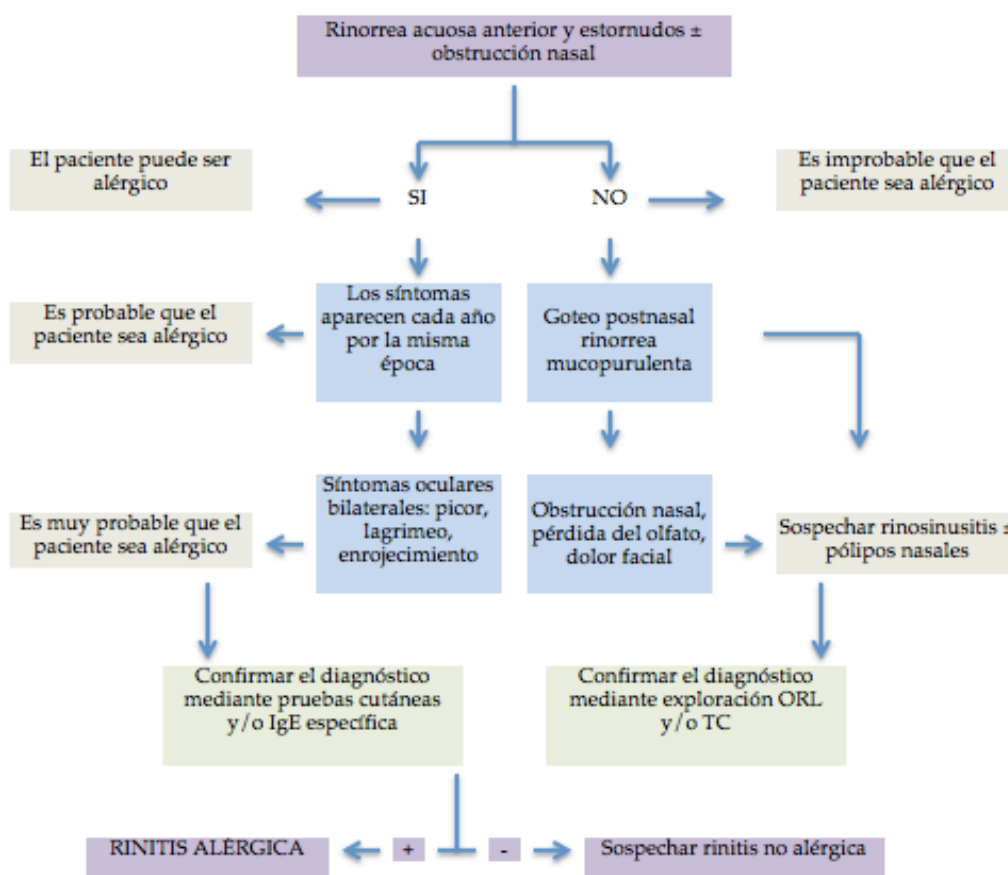 Rinorrea acuosa anterior y estornudos ±
obstrucción nasal
El paciente puede ser
alérgico
SI
NO
Es improbable que el
paciente sea alérgico
Es probable que el
paciente sea alérgico
Los síntomas
aparecen cada año
por la misma
época
Goteo postnasal
rinorrea
mucopurulenta
Es muy probable que el
paciente sea alérgico
Síntomas oculares
bilaterales: picor,
lagrimeo,
enrojecimiento
Obstrucción nasal,
pérdida del olfato,
dolor facial
Sospechar rinosinusitis ±
pólipos nasales
Confirmar el diagnóstico
mediante pruebas cutáneas
y/o IgE específica
Confirmar el diagnóstico
mediante exploración ORL
y/o TC
RINITIS ALÉRGICA
+
-
Sospechar rinitis no alérgica